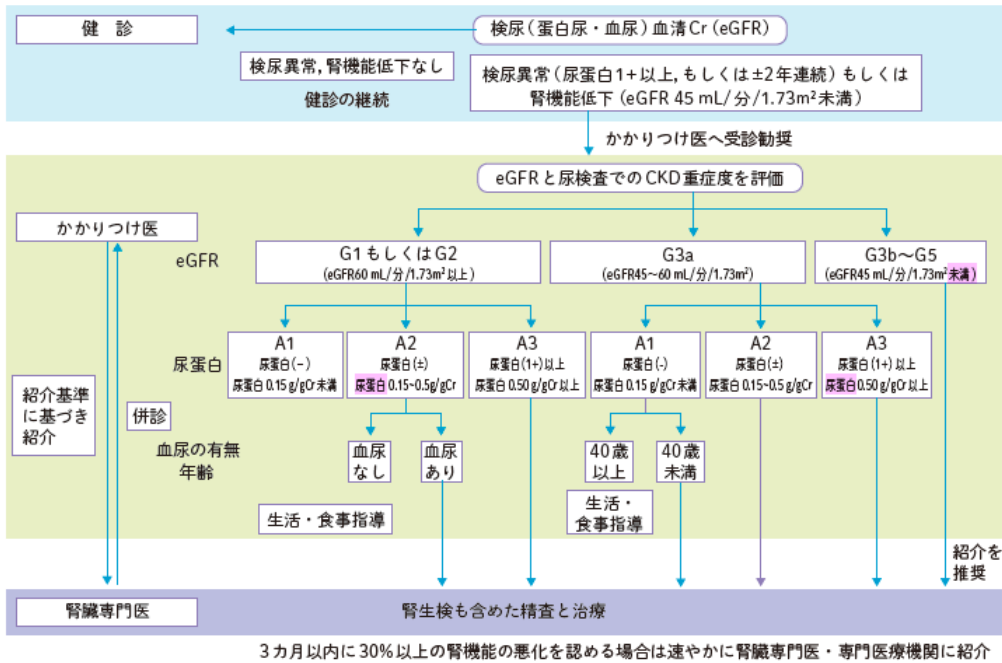 健 診
検尿（蛋白尿・血尿）血清Cr（eGFR）
検尿異常，腎機能低下なし
健診の継続
検尿異常（尿蛋白1+以上，もしくは±2年連続）もしくは
腎機能低下（eGFR 45 mL/分/1.73m²未満）
かかりつけ医へ受診勧奨
eGFRと尿検査でのCKD重症度を評価
かかりつけ医
eGFR
G1もしくはG2
（eGFR60 mL/分/1.73m²以上）
G3a
（eGFR45～60 mL/分/1.73m²）
G3b～G5
（eGFR45 mL/分/1.73m²未満）
尿蛋白
A1
尿蛋白（−）
尿蛋白0.15 g/gCr未満
A2
尿蛋白（±）
尿蛋白0.15~0.5g/gCr
A3
尿蛋白（1+）以上
尿蛋白0.50 g/gCr以上
A1
尿蛋白（-）
尿蛋白0.15 g/gCr未満
A2
尿蛋白（±）
尿蛋白0.15~0.5 g/gCr
A3
尿蛋白（1+）以上
尿蛋白0.50 g/gCr以上
紹介基準
に基づき
紹介
併診
血尿の有無
年齢
血尿
なし
血尿
あり
40歳
以上
40歳
未満
生活・食事指導
生活・
食事指導
紹介を
推奨
腎臓専門医
腎生検も含めた精査と治療
3カ月以内に30%以上の腎機能の悪化を認める場合は速やかに腎臓専門医・専門医療機関に紹介